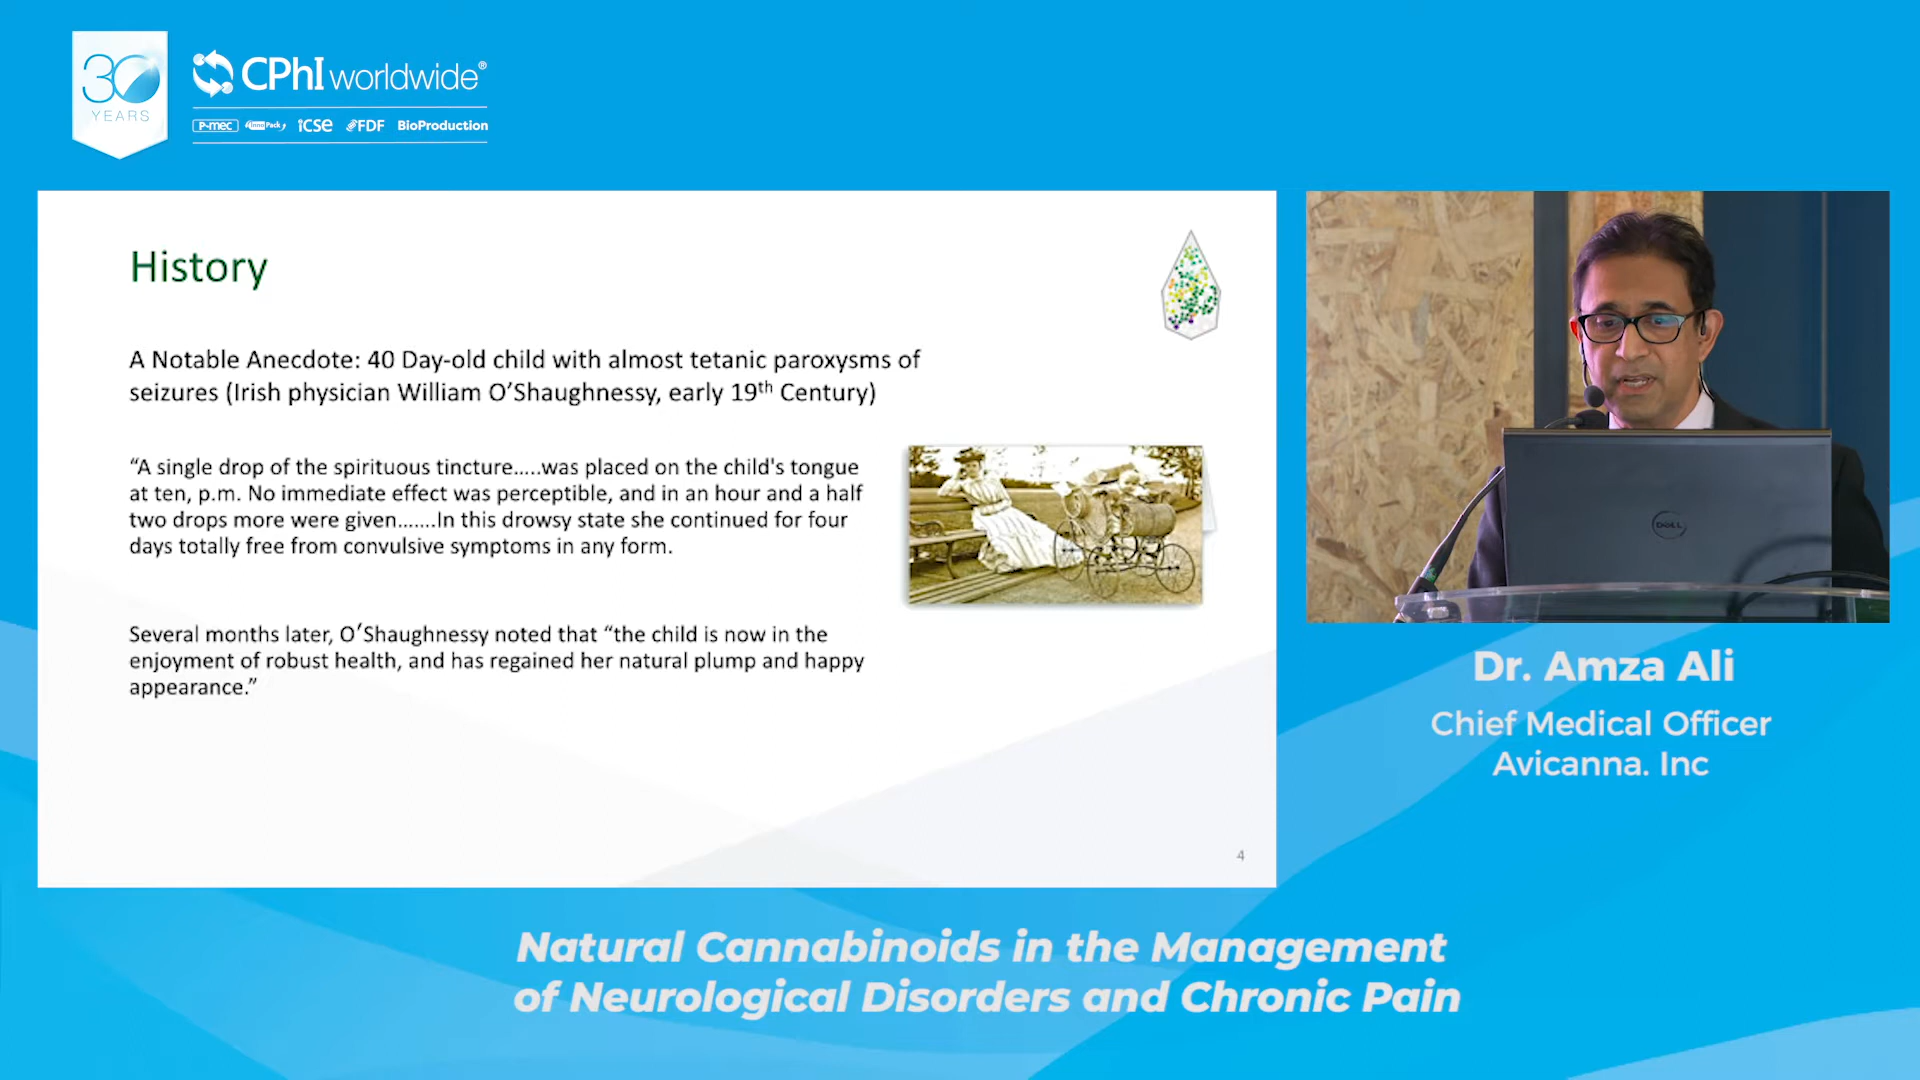 30
YEARS
CPhI worldwide®
P-mec InnoPack iCSE FDF BioProduction
History
A Notable Anecdote: 40 Day-old child with almost tetanic paroxysms of
seizures (Irish physician William O’Shaughnessy, early 19th Century)
“A single drop of the spirituous tincture…..was placed on the child's tongue
at ten, p.m. No immediate effect was perceptible, and in an hour and a half
two drops more were given…….In this drowsy state she continued for four
days totally free from convulsive symptoms in any form.
Several months later, O′Shaughnessy noted that “the child is now in the
enjoyment of robust health, and has regained her natural plump and happy
appearance.”
4
DELL
Dr. Amza Ali
Chief Medical Officer
Avicanna. Inc
Natural Cannabinoids in the Management
of Neurological Disorders and Chronic Pain